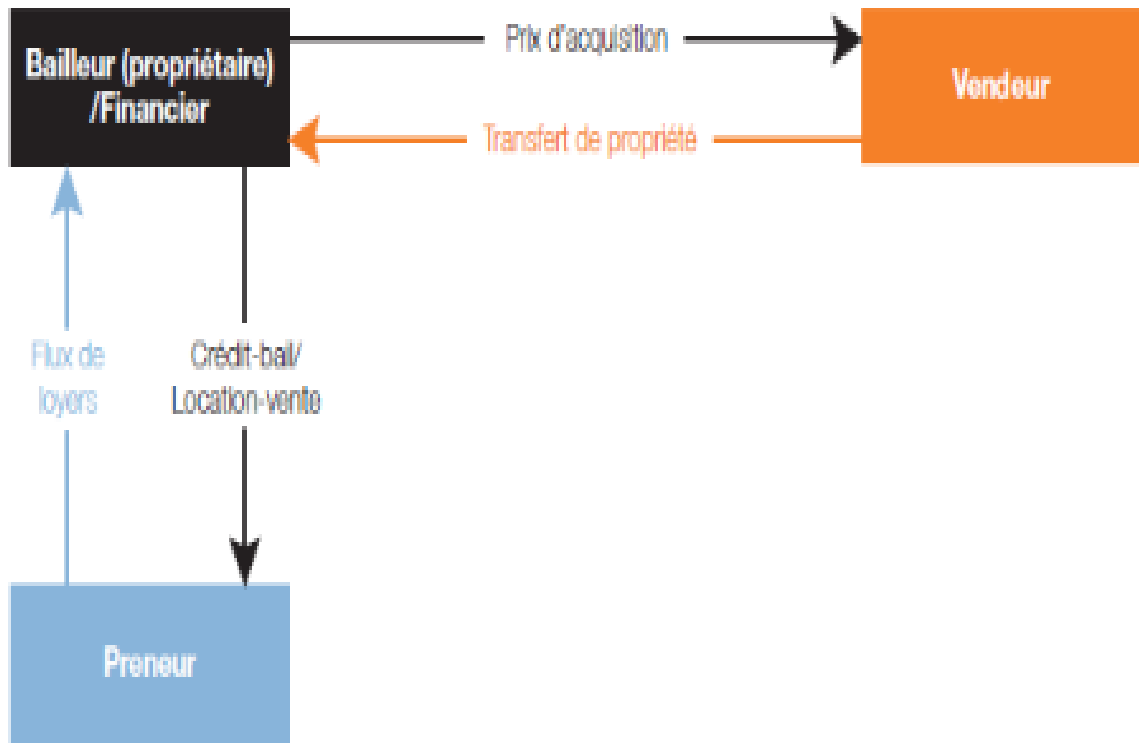 Bailleur (propriétaire)
/Financier
Prix d'acquisition
Vendeur
Transfert de propriété
Flux de
loyers
Crédit-bail/
Location-vente
Preneur